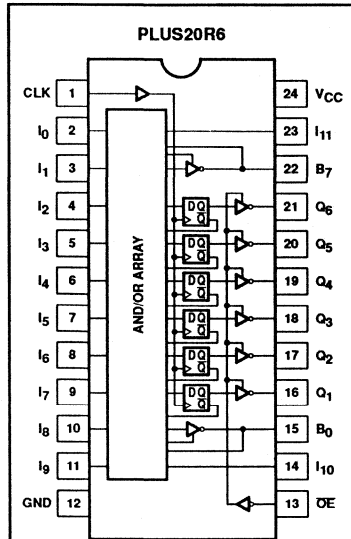 PLUS20R6
CLK 1 24 VCC
I0 2 23 I11
I1 3 22 B7
I2 4 D Q Q 21 Q6
I3 5 D Q Q 20 Q5
I4 6 D Q Q 19 Q4
I5 7 D Q Q 18 Q3
I6 8 D Q Q 17 Q2
I7 9 D Q Q 16 Q1
I8 10 15 B0
I9 11 14 I10
GND 12 13 OE
AND/OR ARRAY